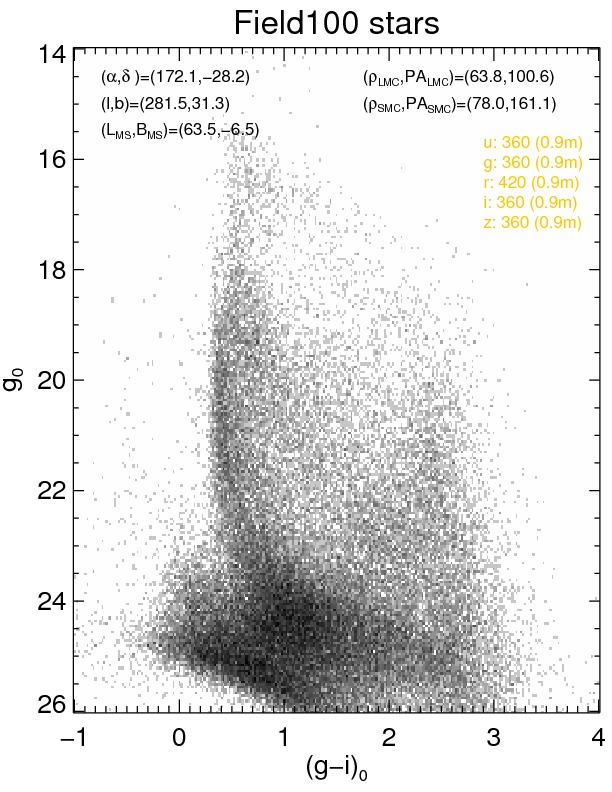 Field100 stars
(α,δ )=(172.1,−28.2)
(ρLMC,PALMC)=(63.8,100.6)
(l,b)=(281.5,31.3)
(ρSMC,PASMC)=(78.0,161.1)
(LMS,BMS)=(63.5,−6.5)
u: 360 (0.9m)
g: 360 (0.9m)
r: 420 (0.9m)
i: 360 (0.9m)
z: 360 (0.9m)
14
16
18
20
22
24
26
g0
−1 0 1 2 3 4
(g−i)0